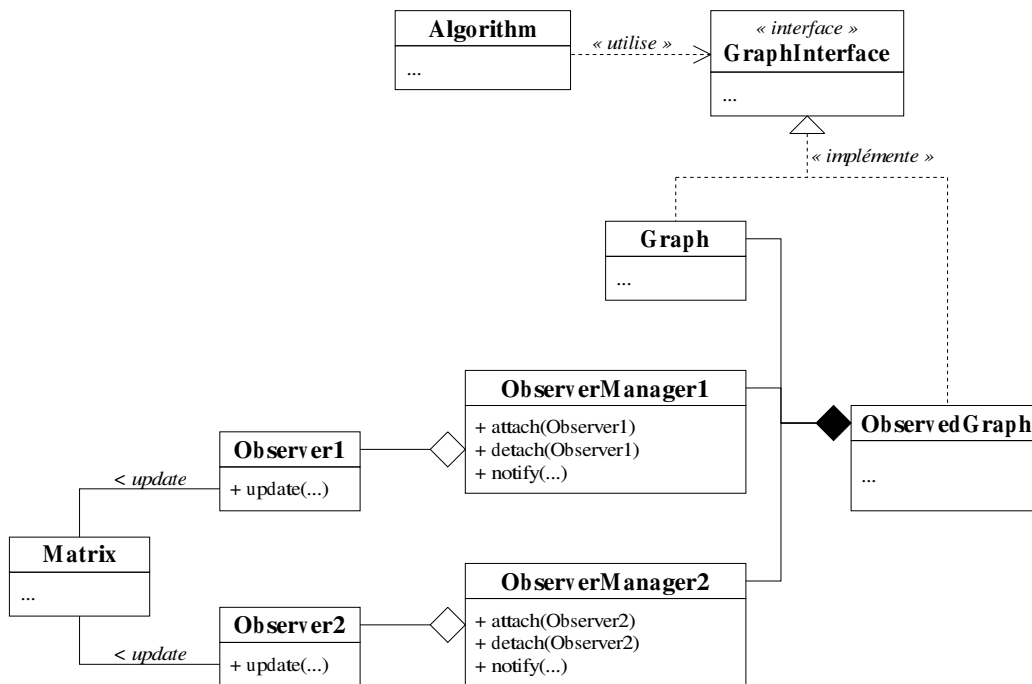 Algorithm
...
« utilise »
« interface »
GraphInterface
...
« implémente »
Graph
...
ObserverManager1
+ attach(Observer1)
+ detach(Observer1)
+ notify(...)
ObservedGraph
...
Observer1
+ update(...)
< update
Matrix
...
ObserverManager2
+ attach(Observer2)
+ detach(Observer2)
+ notify(...)
Observer2
+ update(...)
< update